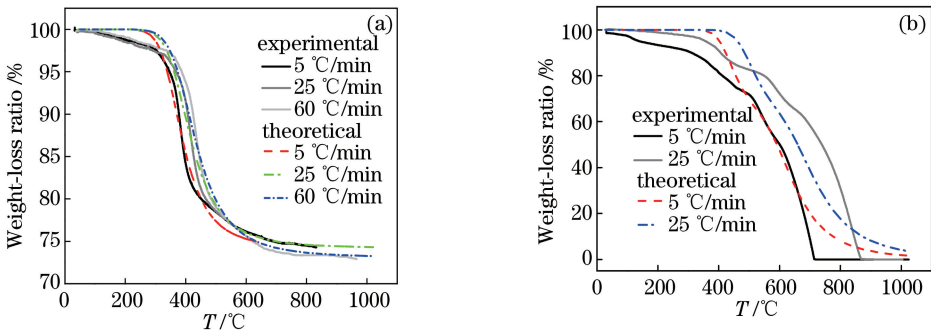 (a)
100
95
90
85
80
75
70
0
200
400
600
800
1000
Weight-loss ratio /%
T /℃
experimental
5 ℃/min
25 ℃/min
60 ℃/min
theoretical
5 ℃/min
25 ℃/min
60 ℃/min
(b)
100
80
60
40
20
0
0
200
400
600
800
1000
Weight-loss ratio /%
T /℃
experimental
5 ℃/min
25 ℃/min
theoretical
5 ℃/min
25 ℃/min